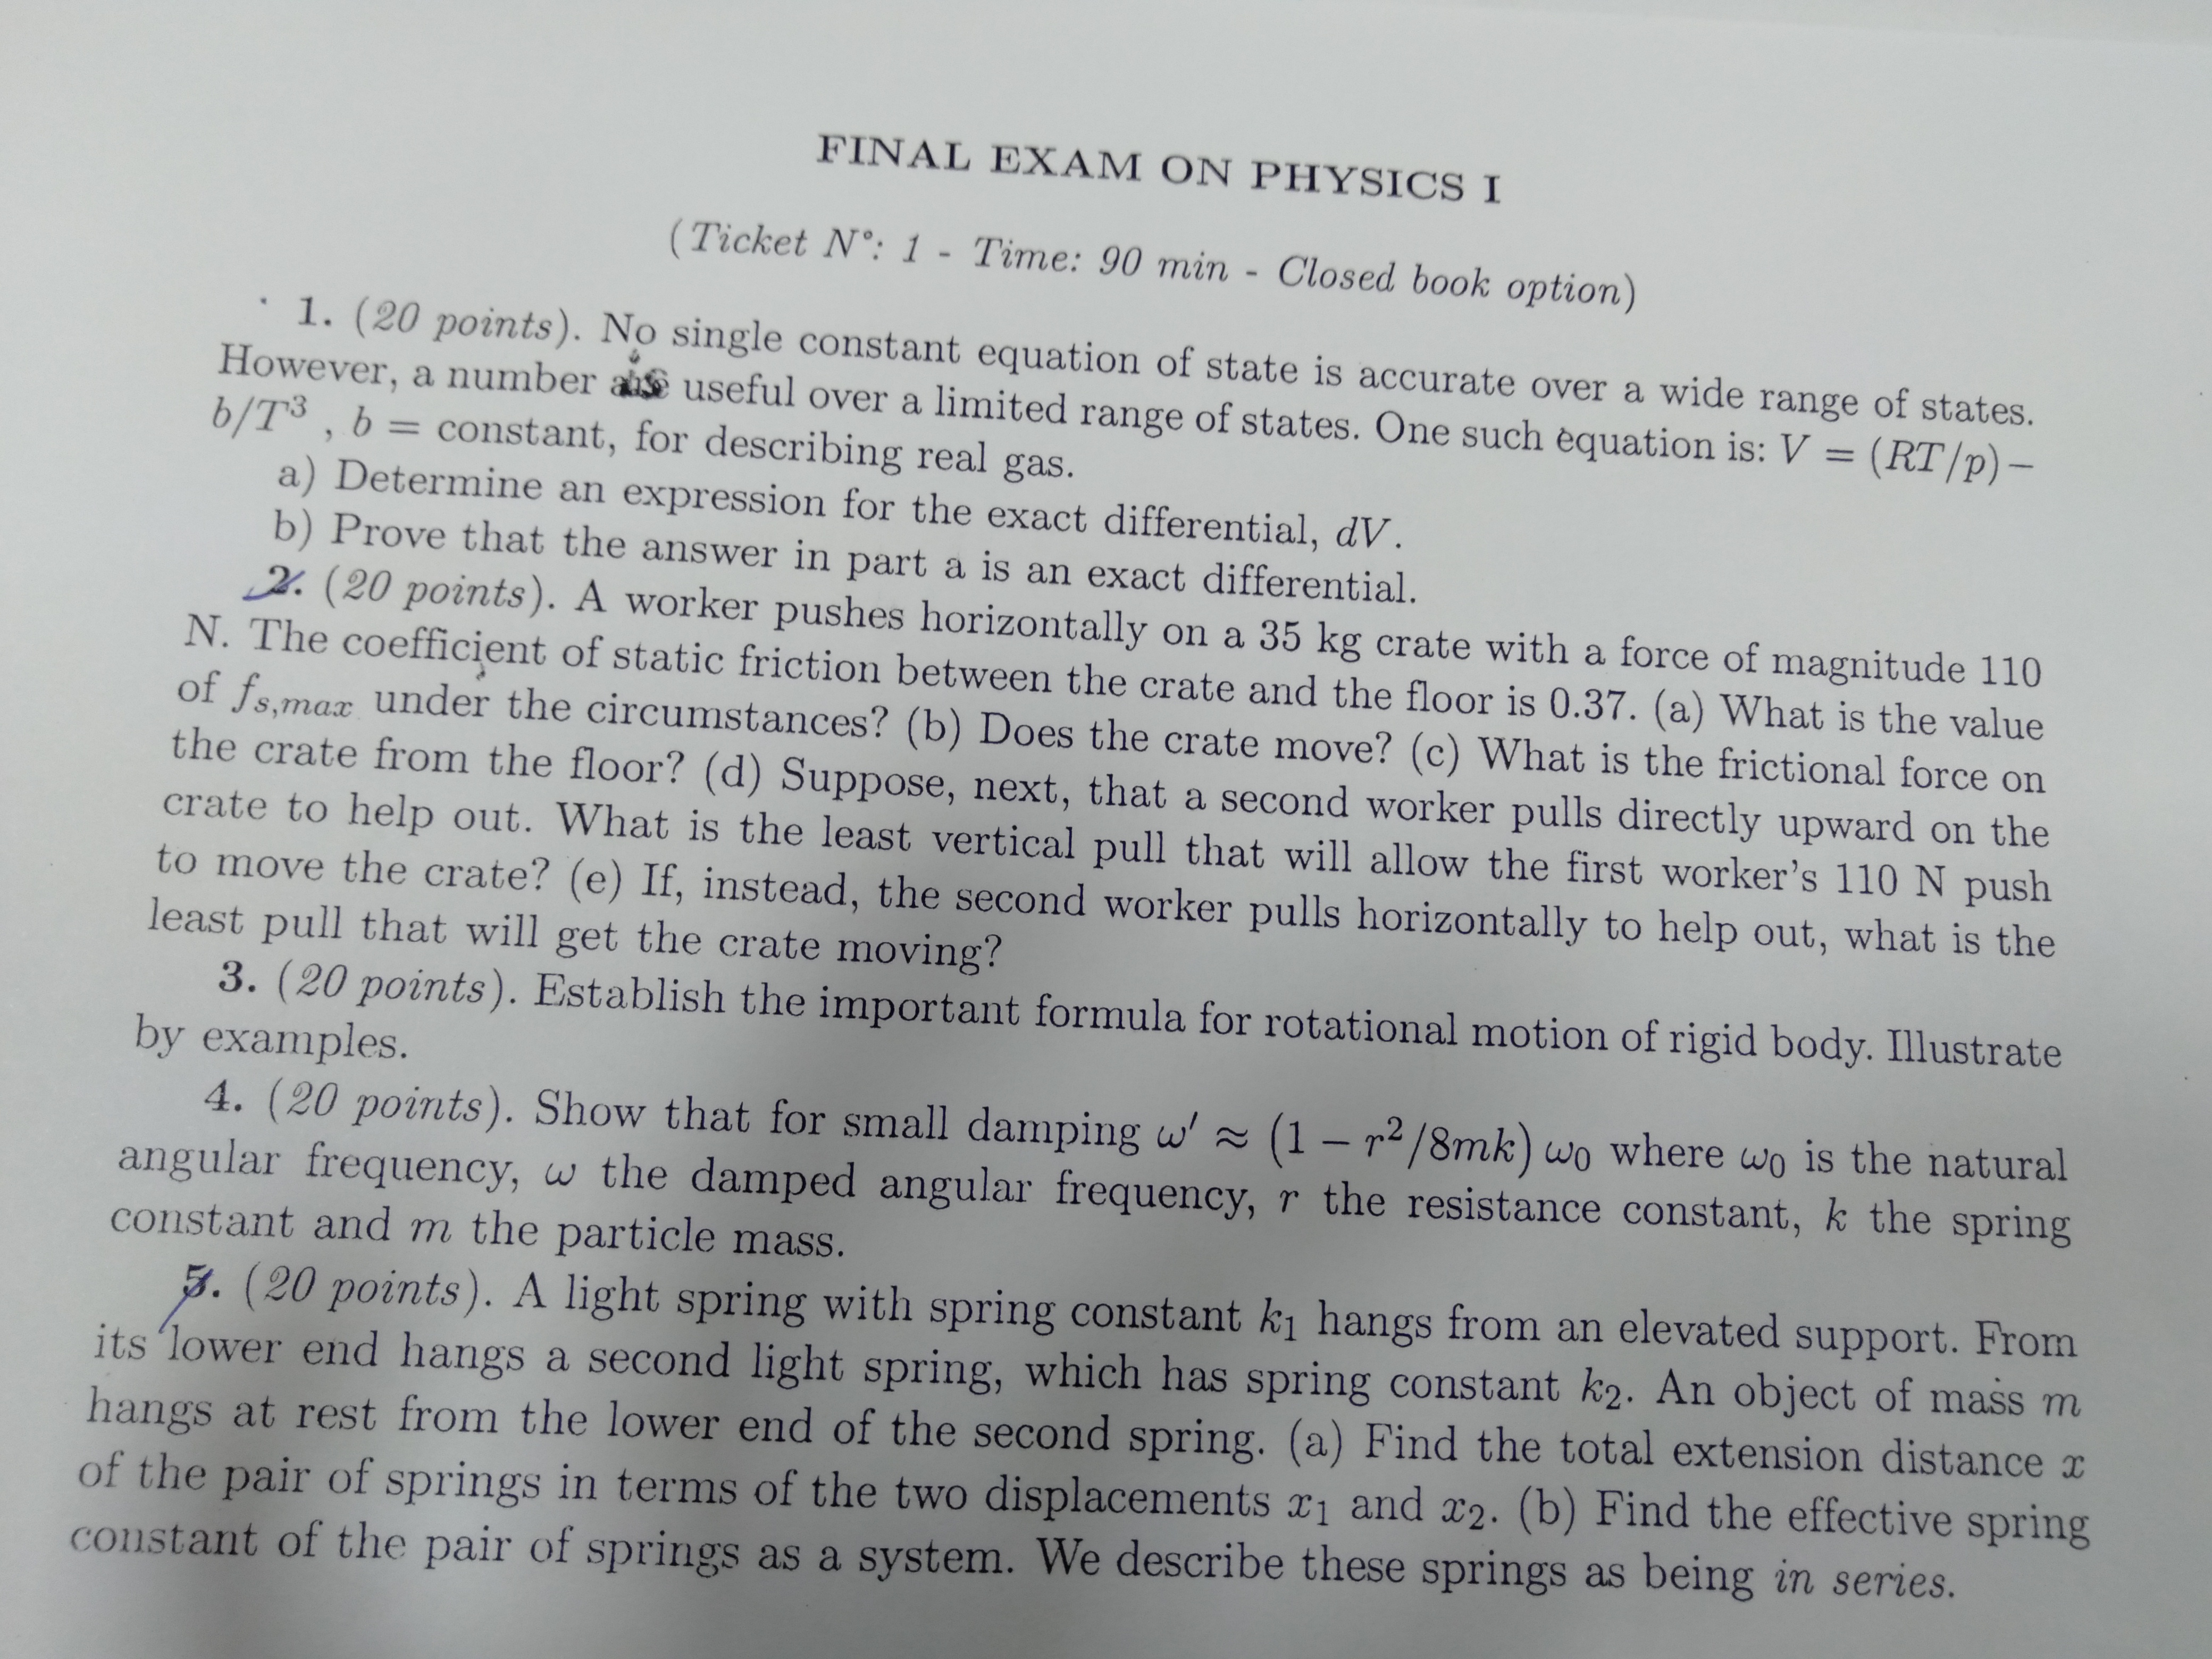 FINAL EXAM ON PHYSICS I
(Ticket N°: 1 - Time: 90 min - Closed book option)
1. (20 points). No single constant equation of state is accurate over a wide range of states.
However, a number are useful over a limited range of states. One such equation is: V = (RT/p) −
b/T³ , b = constant, for describing real gas.
a) Determine an expression for the exact differential, dV.
b) Prove that the answer in part a is an exact differential.
2. (20 points). A worker pushes horizontally on a 35 kg crate with a force of magnitude 110
N. The coefficient of static friction between the crate and the floor is 0.37. (a) What is the value
of fs,max under the circumstances? (b) Does the crate move? (c) What is the frictional force on
the crate from the floor? (d) Suppose, next, that a second worker pulls directly upward on the
crate to help out. What is the least vertical pull that will allow the first worker's 110 N push
to move the crate? (e) If, instead, the second worker pulls horizontally to help out, what is the
least pull that will get the crate moving?
3. (20 points). Establish the important formula for rotational motion of rigid body. Illustrate
by examples.
4. (20 points). Show that for small damping ω′ ≈ (1 − r²/8mk) ω₀ where ω₀ is the natural
angular frequency, ω the damped angular frequency, r the resistance constant, k the spring
constant and m the particle mass.
5. (20 points). A light spring with spring constant k₁ hangs from an elevated support. From
its lower end hangs a second light spring, which has spring constant k₂. An object of mass m
hangs at rest from the lower end of the second spring. (a) Find the total extension distance x
of the pair of springs in terms of the two displacements x₁ and x₂. (b) Find the effective spring
constant of the pair of springs as a system. We describe these springs as being in series.